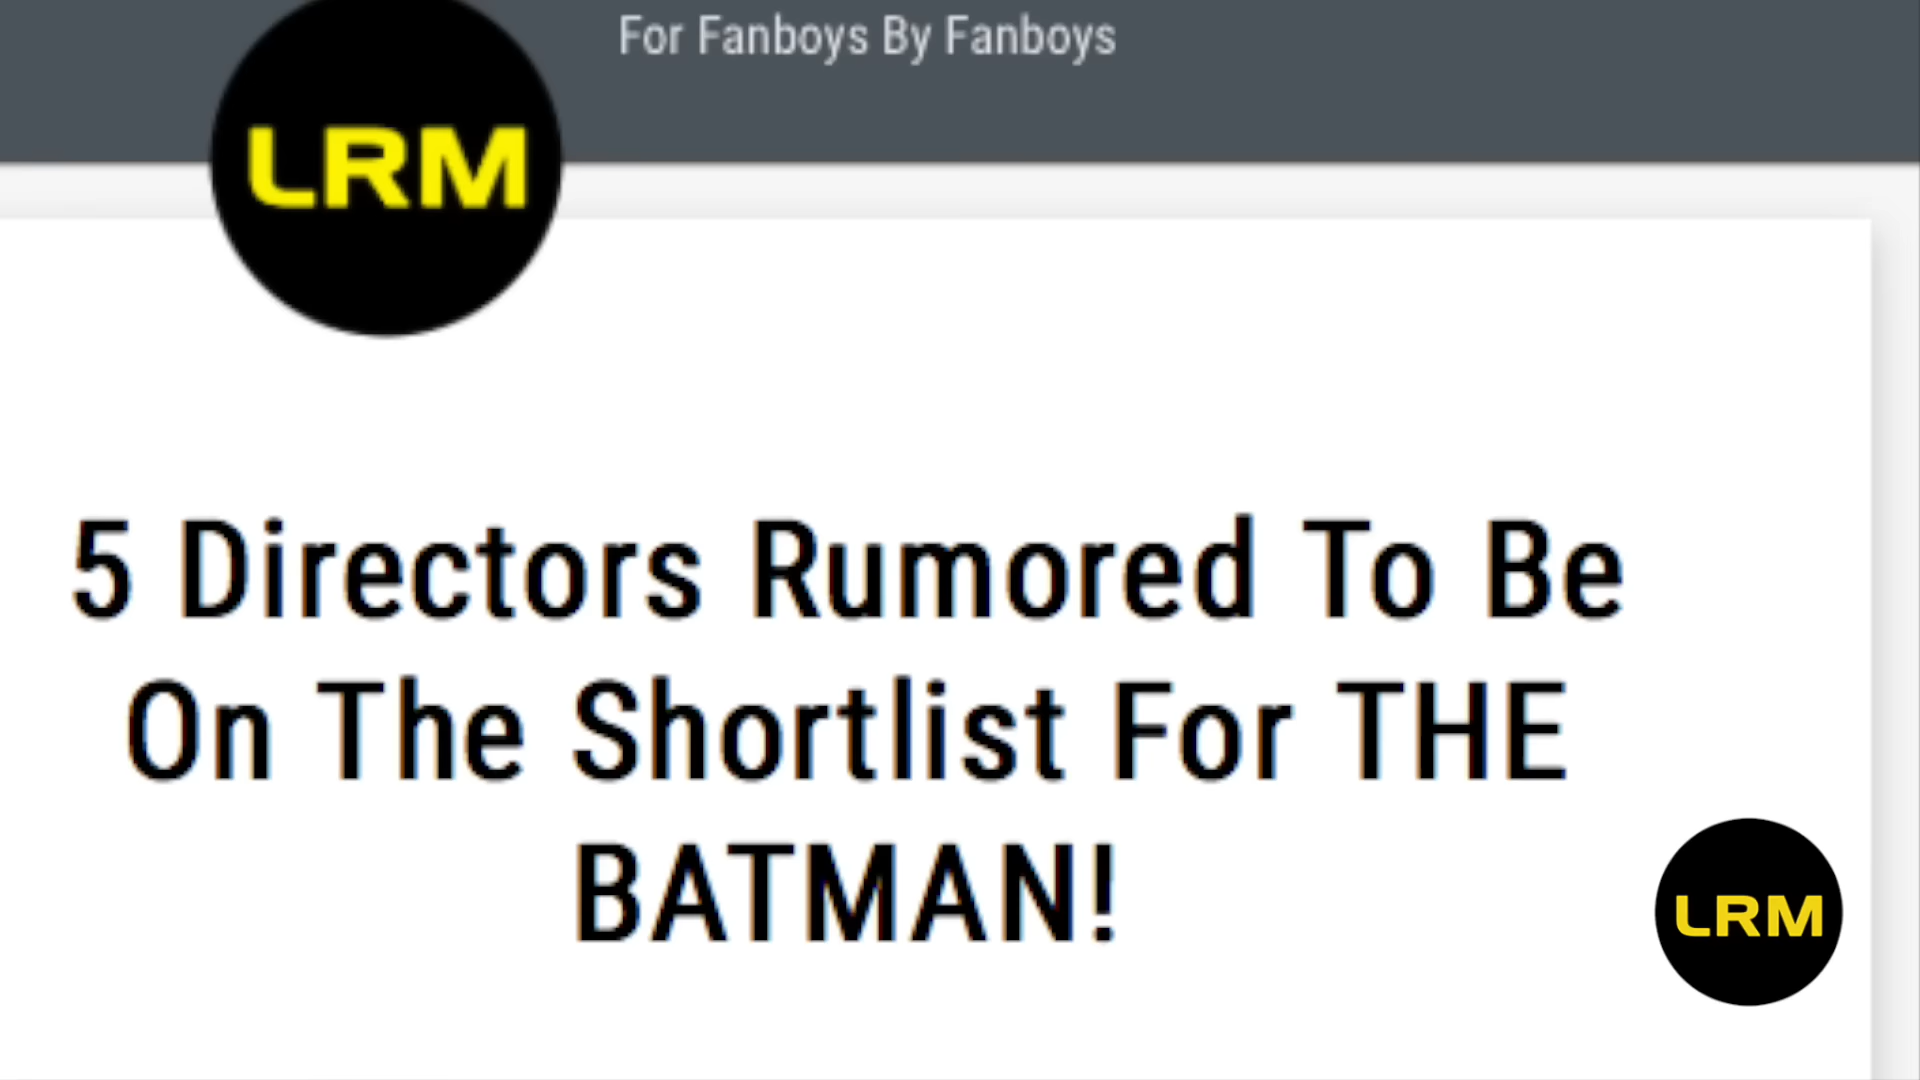 For Fanboys By Fanboys
LRM
5 Directors Rumored To Be
On The Shortlist For THE
BATMAN!
LRM